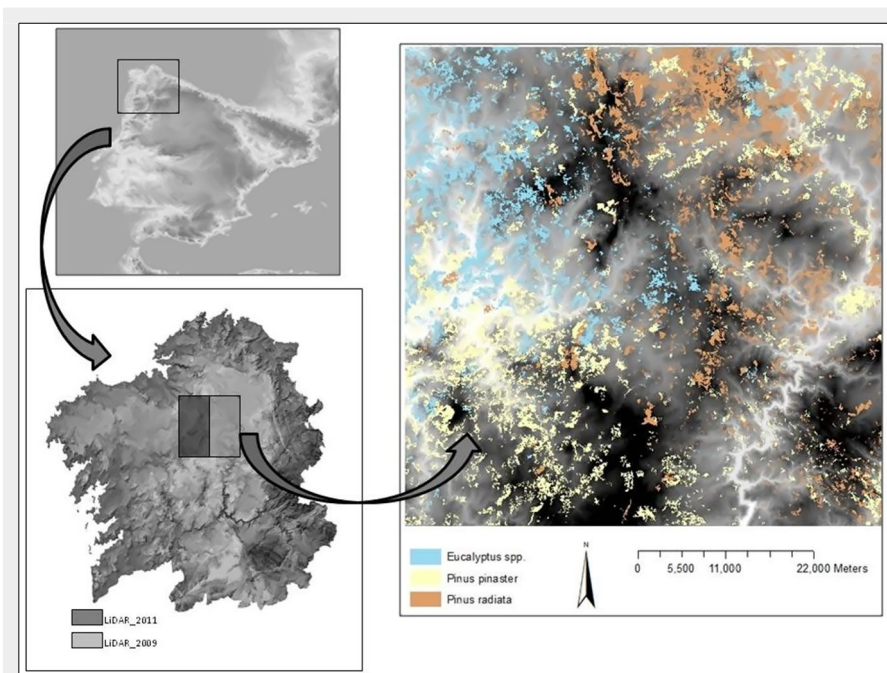 LiDAR_2011
LiDAR_2009
Eucalyptus spp.
Pinus pinaster
Pinus radiata
N
0 5,500 11,000 22,000 Meters